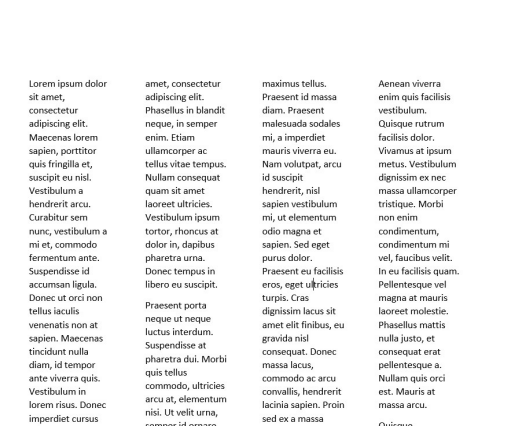 Lorem ipsum dolor
sit amet,
consectetur
adipiscing elit.
Maecenas lorem
sapien, porttitor
quis fringilla et,
suscipit eu nisl.
Vestibulum a
hendrerit arcu.
Curabitur sem
nunc, vestibulum a
mi et, commodo
fermentum ante.
Suspendisse id
accumsan ligula.
Donec ut orci non
tellus iaculis
venenatis non at
sapien. Maecenas
tincidunt nulla
diam, id tempor
ante viverra quis.
Vestibulum in
lorem risus. Donec
imperdiet cursus
amet, consectetur
adipiscing elit.
Phasellus in blandit
neque, in semper
enim. Etiam
ullamcorper ac
tellus vitae tempus.
Nullam consequat
quam sit amet
laoreet ultricies.
Vestibulum ipsum
tortor, rhoncus at
dolor in, dapibus
pharetra urna.
Donec tempus in
libero eu suscipit.
Praesent porta
neque ut neque
luctus interdum.
Suspendisse at
pharetra dui. Morbi
quis tellus
commodo, ultricies
arcu at, elementum
nisi. Ut velit urna,
semper id ornare
maximus tellus.
Praesent id massa
diam. Praesent
malesuada sodales
mi, a imperdiet
mauris viverra eu.
Nam volutpat, arcu
id suscipit
hendrerit, nisl
sapien vestibulum
mi, ut elementum
odio magna et
sapien. Sed eget
purus dolor.
Praesent eu facilisis
eros, eget ultricies
turpis. Cras
dignissim lacus sit
amet elit finibus, eu
gravida nisl
consequat. Donec
massa lacus,
commodo ac arcu
convallis, hendrerit
lacinia sapien. Proin
sed ex a massa
Aenean viverra
enim quis facilisis
vestibulum.
Quisque rutrum
facilisis dolor.
Vivamus at ipsum
metus. Vestibulum
dignissim ex nec
massa ullamcorper
tristique. Morbi
non enim
condimentum,
condimentum mi
vel, faucibus velit.
In eu facilisis quam.
Pellentesque vel
magna at mauris
laoreet molestie.
Phasellus mattis
nulla justo, et
consequat erat
pellentesque a.
Nullam quis orci
est. Mauris at
massa arcu.
Quisque